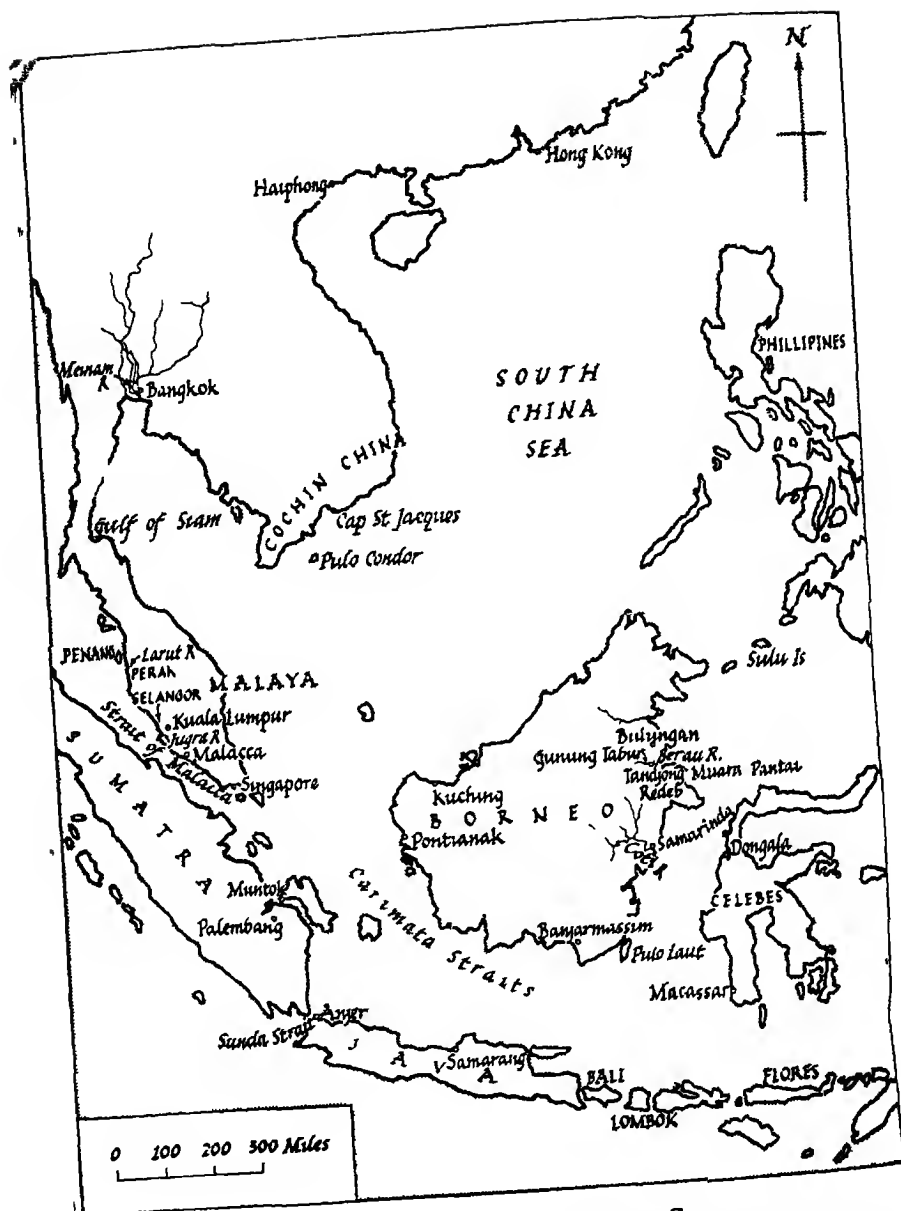 N
Hong Kong
Haiphong
PHILLIPINES
Menam
R
Bangkok
SOUTH
CHINA
SEA
COCHIN CHINA
Gulf of Siam
Cap St Jacques
Pulo Condor
PENANG
Larut R
PERAK
SELANGOR
MALAYA
Kuala Lumpur
Jugra R
Malacca
Strait of Malacca
Singapore
SUMATRA
Sulu Is
Bulungan
Gunung Tabur
Berau R.
Tandjong
Redeb
Muara Pantai
Kuching
BORNEO
Pontianak
Samarinda
Dongala
CELEBES
Muntok
Palembang
Carimata Straits
Banjarmassim
Pulo Laut
Macassar
Sunda Strait
Anjer
JAVA
Samarang
BALI
LOMBOK
FLORES
0 100 200 300 Miles